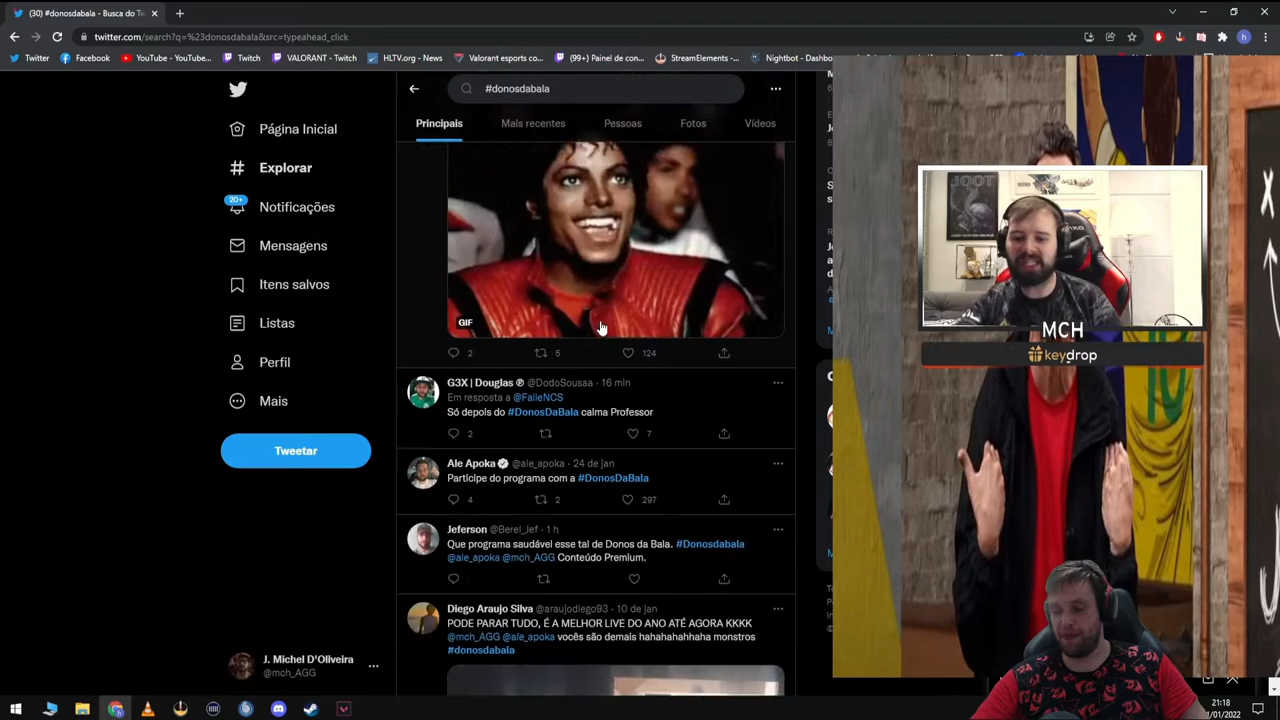 (30) #donosdabala - Busca do Tw
twitter.com/search?q=%23donosdabala&src=typeahead_click
Twitter
Facebook
YouTube - YouTube...
Twitch
VALORANT - Twitch
HLTV.org - News
Valorant esports co...
(99+) Painel de con...
StreamElements -...
Nightbot - Dashbo
#donosdabala
Principais
Mais recentes
Pessoas
Fotos
Vídeos
Página Inicial
Explorar
20+
Notificações
Mensagens
Itens salvos
Listas
Perfil
Mais
Tweetar
J. Michel D'Oliveira
@mch_AGG
GIF
2
5
124
G3X | Douglas ℗ @DodoSousaa · 16 min
Em resposta a @FalleNCS
Só depois do #DonosDaBala calma Professor
2
7
Ale Apoka @ale_apoka · 24 de jan
Participe do programa com a #DonosDaBala
4
2
297
Jeferson @Berel_Jef · 1 h
Que programa saudável esse tal de Donos da Bala. #Donosdabala
@ale_apoka @mch_AGG Conteúdo Premium.
Diego Araujo Silva @araujodiego93 · 10 de jan
PODE PARAR TUDO, É A MELHOR LIVE DO ANO ATÉ AGORA KKKK
@mch_AGG @ale_apoka vocês são demais hahahahahhaha monstros
#donosdabala
JOOT
MCH
keydrop
21:18
/01/2022